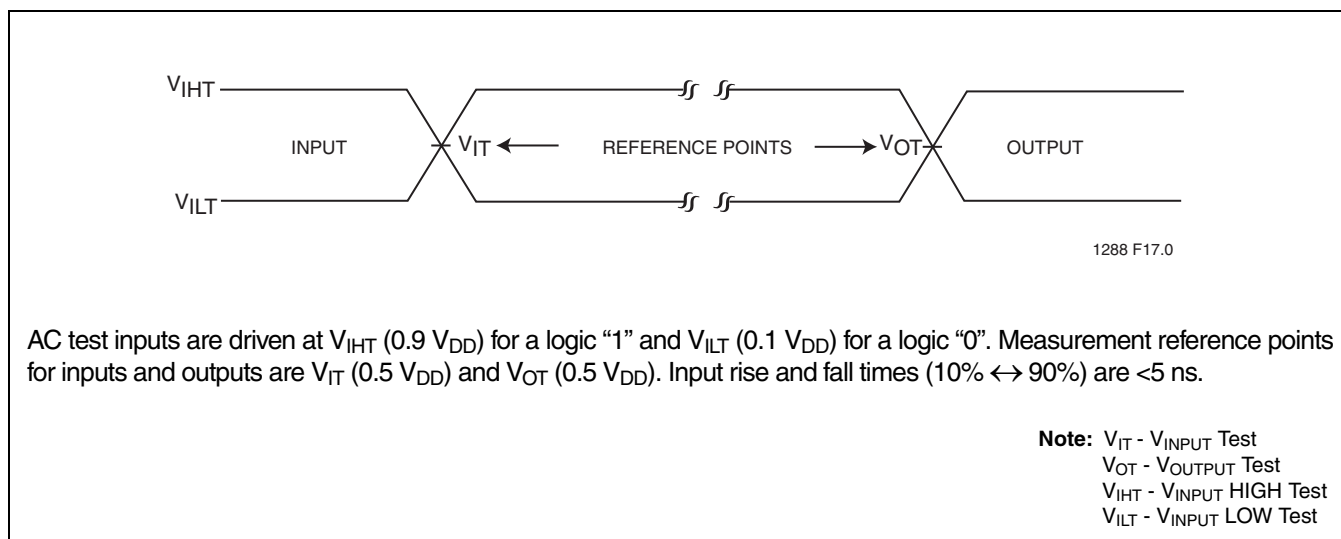 VIHT
INPUT VIT REFERENCE POINTS VOT OUTPUT
VILT
1288 F17.0
AC test inputs are driven at VIHT (0.9 VDD) for a logic “1” and VILT (0.1 VDD) for a logic “0”. Measurement reference points
for inputs and outputs are VIT (0.5 VDD) and VOT (0.5 VDD). Input rise and fall times (10% ↔ 90%) are <5 ns.
Note: VIT - VINPUT Test
VOT - VOUTPUT Test
VIHT - VINPUT HIGH Test
VILT - VINPUT LOW Test